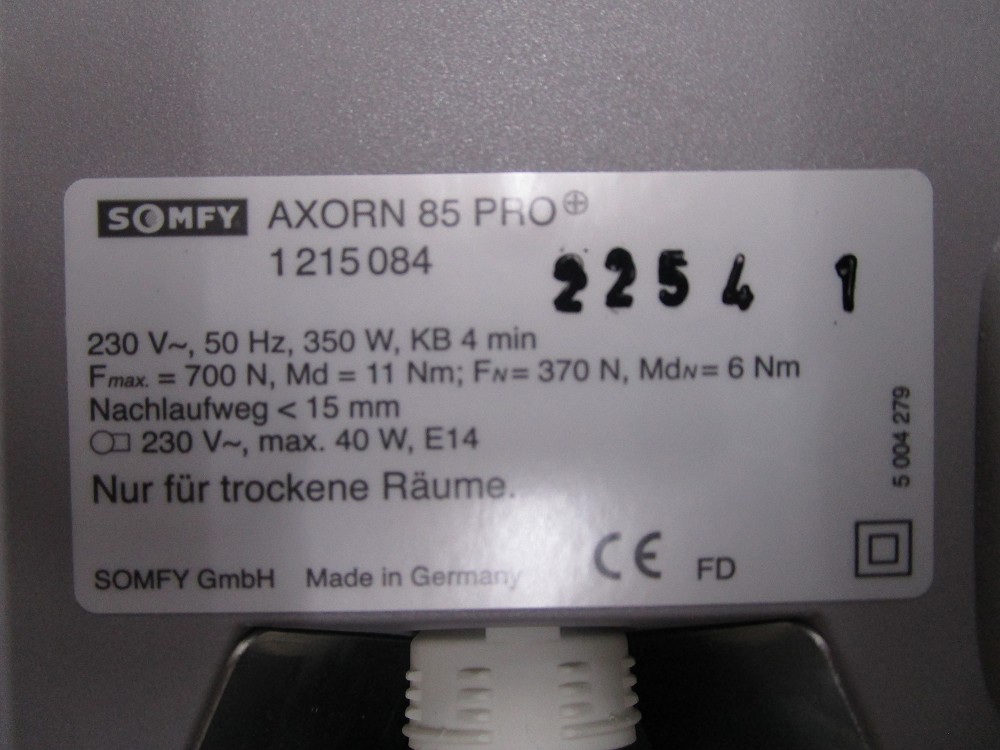 SOMFY AXORN 85 PRO⊕
1 215 084
2254 1
230 V~, 50 Hz, 350 W, KB 4 min
Fmax. = 700 N, Md = 11 Nm; FN= 370 N, MdN= 6 Nm
Nachlaufweg < 15 mm
230 V~, max. 40 W, E14
Nur für trockene Räume.
5 004 279
SOMFY GmbH Made in Germany
CE FD